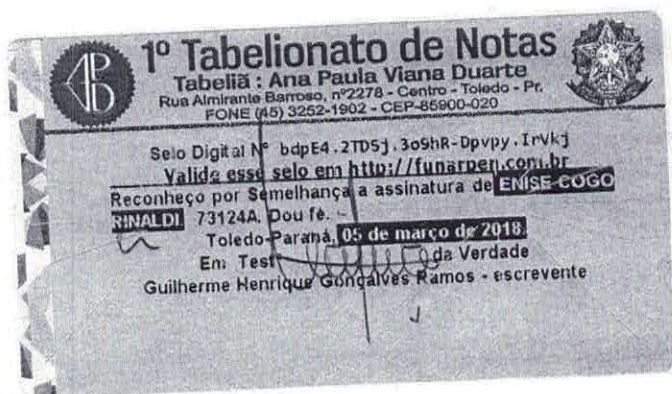 1º Tabelionato de Notas
Tabeliã : Ana Paula Viana Duarte
Rua Almirante Barroso, nº2278 - Centro - Toledo - Pr.
FONE (45) 3252-1902 - CEP-85900-020
Selo Digital Nº bdpE4.2TD5j.3o9hR-Dpvpy.IrVkj
Valide esse selo em http://funarpen.com.br
Reconheço por Semelhança a assinatura de ENISE COGO
RINALDI 73124A. Dou fé. -
Toledo-Paraná, 05 de março de 2018.
Em Test da Verdade
Guilherme Henrique Gonçalves Ramos - escrevente